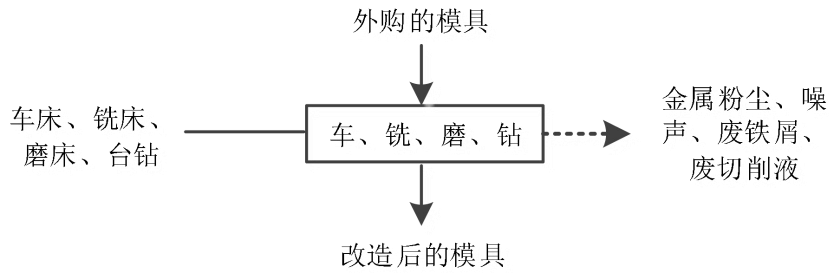 外购的模具
车床、铣床、
磨床、台钻
车、铣、磨、钻
金属粉尘、噪
声、废铁屑、
废切削液
改造后的模具